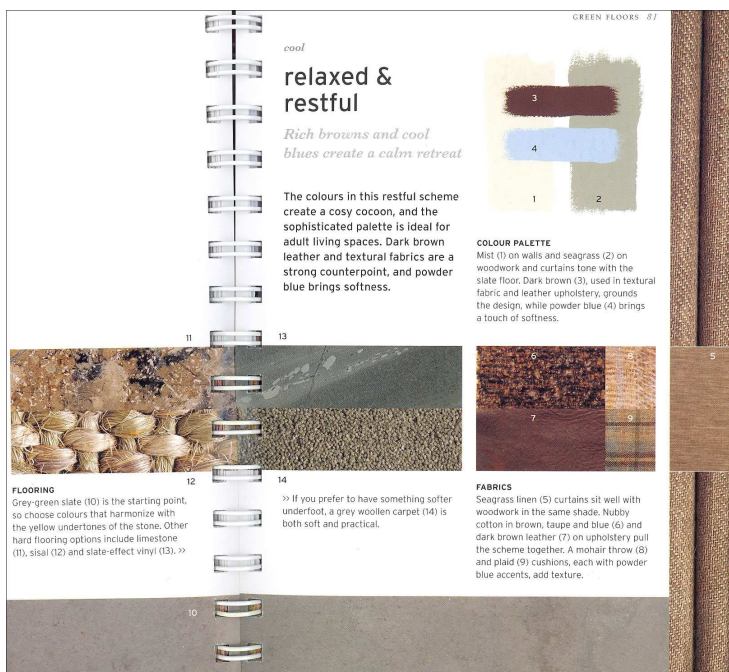 GREEN FLOORS 81
cool
relaxed &
restful
Rich browns and cool
blues create a calm retreat
The colours in this restful scheme
create a cosy cocoon, and the
sophisticated palette is ideal for
adult living spaces. Dark brown
leather and textural fabrics are a
strong counterpoint, and powder
blue brings softness.
3
4
1
2
COLOUR PALETTE
Mist (1) on walls and seagrass (2) on
woodwork and curtains tone with the
slate floor. Dark brown (3), used in textural
fabric and leather upholstery, grounds
the design, while powder blue (4) brings
a touch of softness.
11
13
12
14
FLOORING
Grey-green slate (10) is the starting point,
so choose colours that harmonize with
the yellow undertones of the stone. Other
hard flooring options include limestone
(11), sisal (12) and slate-effect vinyl (13). >>
>> If you prefer to have something softer
underfoot, a grey woollen carpet (14) is
both soft and practical.
6
8
5
7
9
FABRICS
Seagrass linen (5) curtains sit well with
woodwork in the same shade. Nubby
cotton in brown, taupe and blue (6) and
dark brown leather (7) on upholstery pull
the scheme together. A mohair throw (8)
and plaid (9) cushions, each with powder
blue accents, add texture.
10